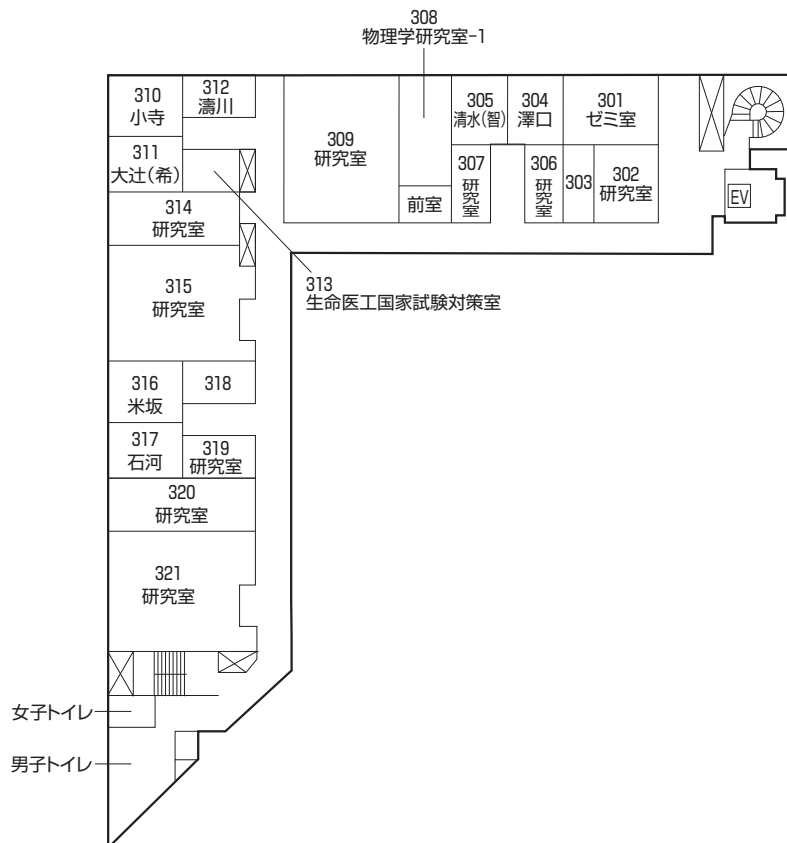 308
物理学研究室-1
310
小寺
312
濤川
309
研究室
305
清水(智)
304
澤口
301
ゼミ室
311
大辻(希)
307
研究室
306
研究室
303
302
研究室
前室
EV
314
研究室
313
生命医工国家試験対策室
315
研究室
316
米坂
318
317
石河
319
研究室
320
研究室
321
研究室
女子トイレ
男子トイレ